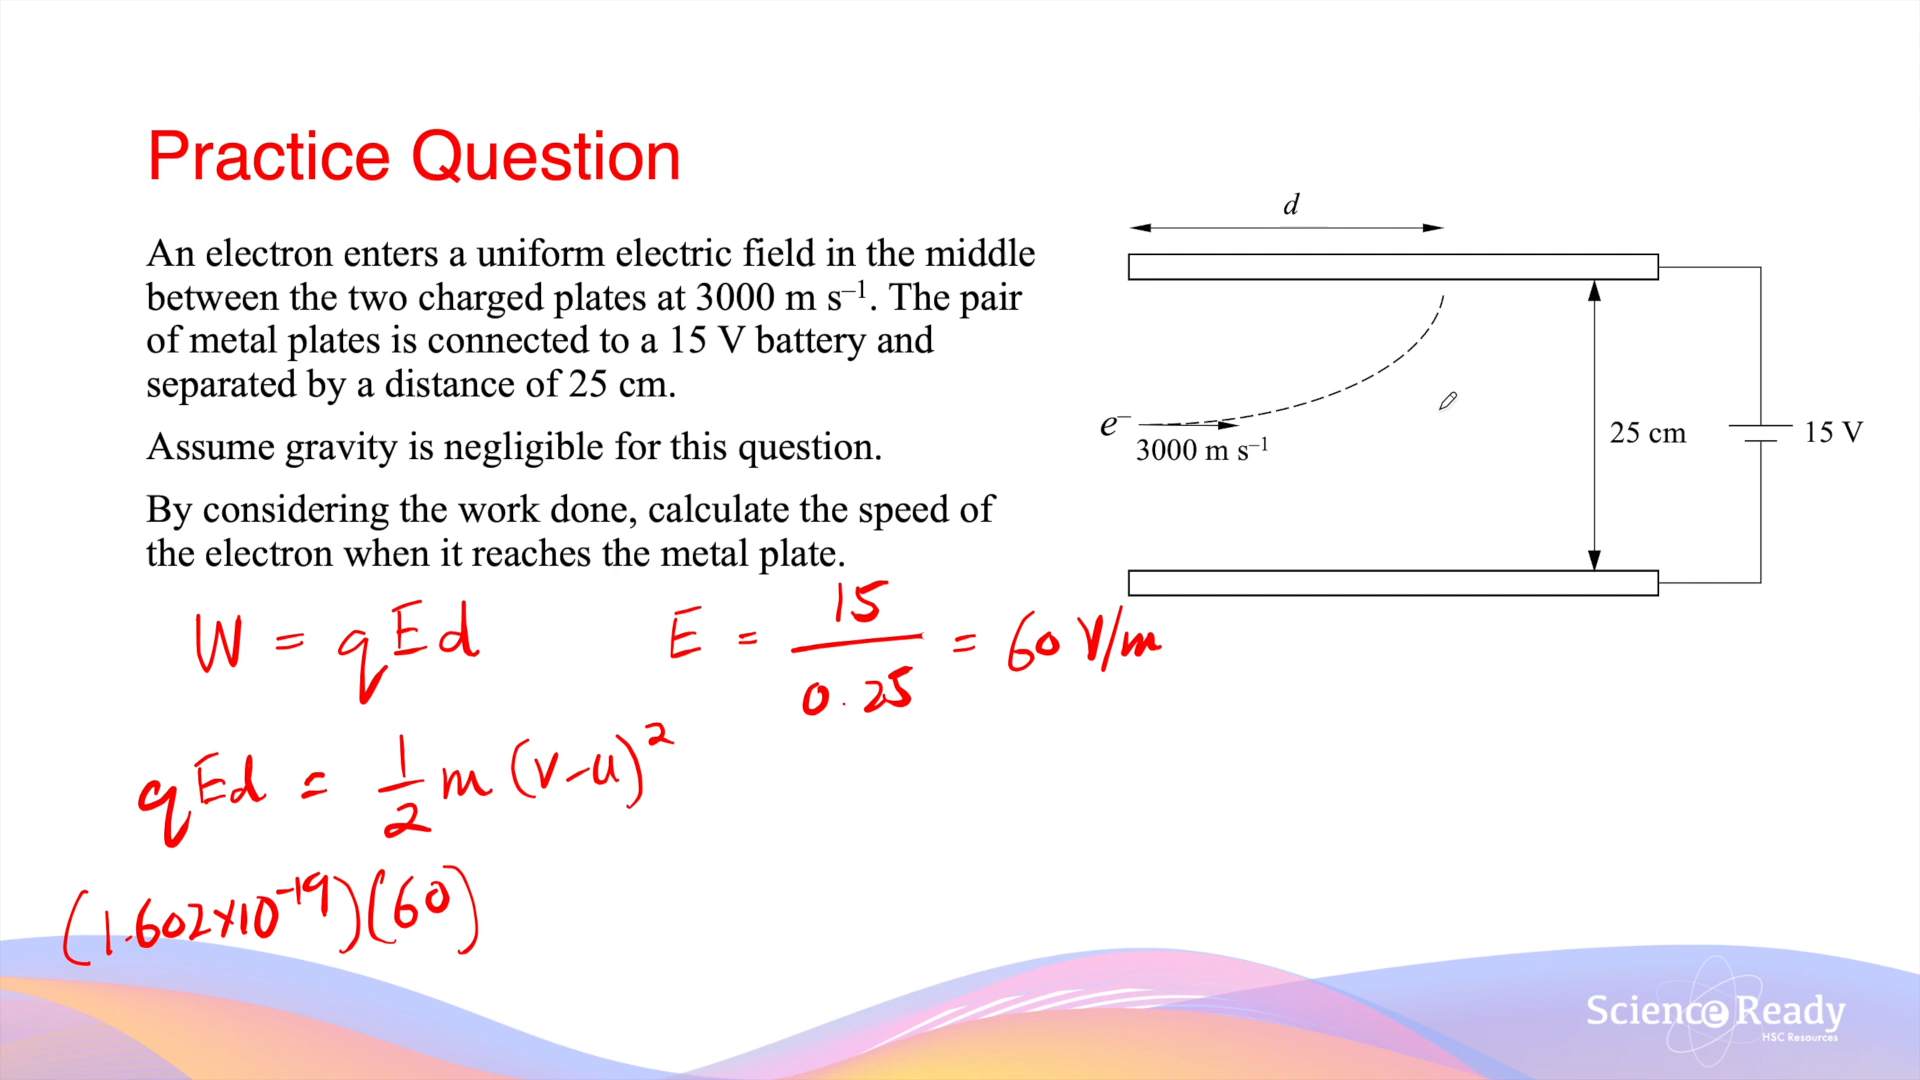 Practice Question
An electron enters a uniform electric field in the middle
between the two charged plates at 3000 m s⁻¹. The pair
of metal plates is connected to a 15 V battery and
separated by a distance of 25 cm.
Assume gravity is negligible for this question.
By considering the work done, calculate the speed of
the electron when it reaches the metal plate.
d
e⁻
3000 m s⁻¹
25 cm
15 V
W = qEd
E = 15/0.25 = 60 V/m
qEd = 1/2 m (v-u)²
(1.602×10⁻¹⁹)(60)
Science Ready
HSC Resources